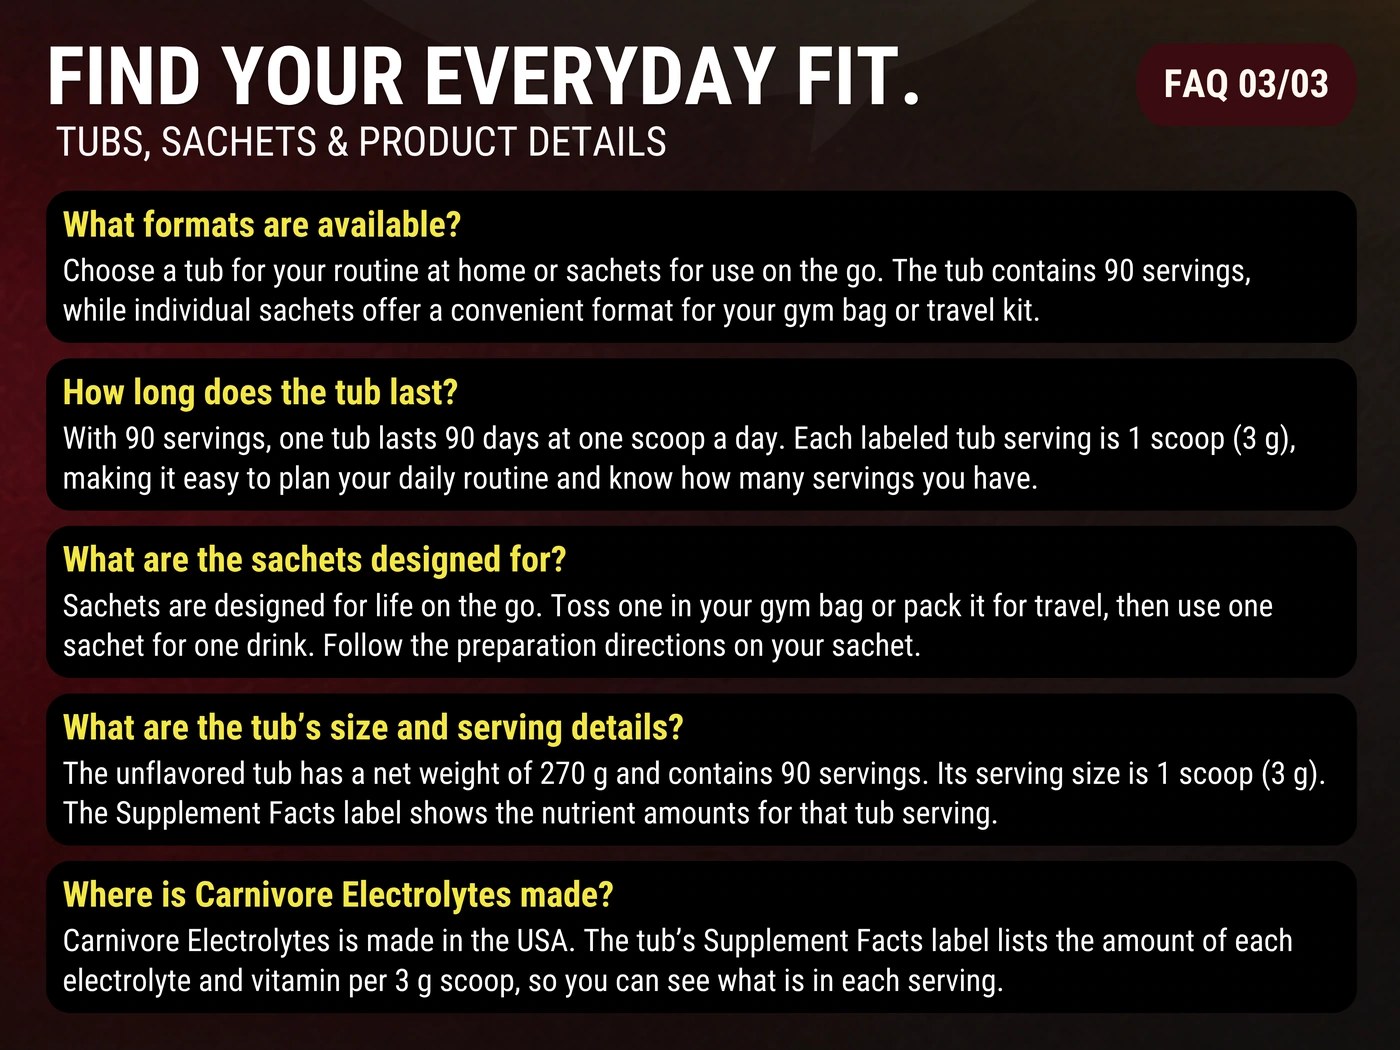 FIND YOUR EVERYDAY FIT.
FAQ 03/03
TUBS, SACHETS & PRODUCT DETAILS
What formats are available?
Choose a tub for your routine at home or sachets for use on the go. The tub contains 90 servings,
while individual sachets offer a convenient format for your gym bag or travel kit.
How long does the tub last?
With 90 servings, one tub lasts 90 days at one scoop a day. Each labeled tub serving is 1 scoop (3 g),
making it easy to plan your daily routine and know how many servings you have.
What are the sachets designed for?
Sachets are designed for life on the go. Toss one in your gym bag or pack it for travel, then use one
sachet for one drink. Follow the preparation directions on your sachet.
What are the tub’s size and serving details?
The unflavored tub has a net weight of 270 g and contains 90 servings. Its serving size is 1 scoop (3 g).
The Supplement Facts label shows the nutrient amounts for that tub serving.
Where is Carnivore Electrolytes made?
Carnivore Electrolytes is made in the USA. The tub’s Supplement Facts label lists the amount of each
electrolyte and vitamin per 3 g scoop, so you can see what is in each serving.